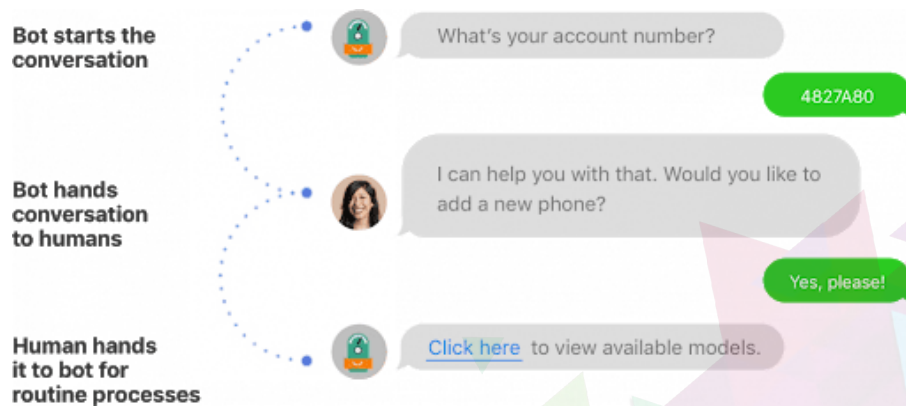 Bot starts the
conversation
What's your account number?
4827A80
Bot hands
conversation
to humans
I can help you with that. Would you like to
add a new phone?
Yes, please!
Human hands
it to bot for
routine processes
Click here to view available models.